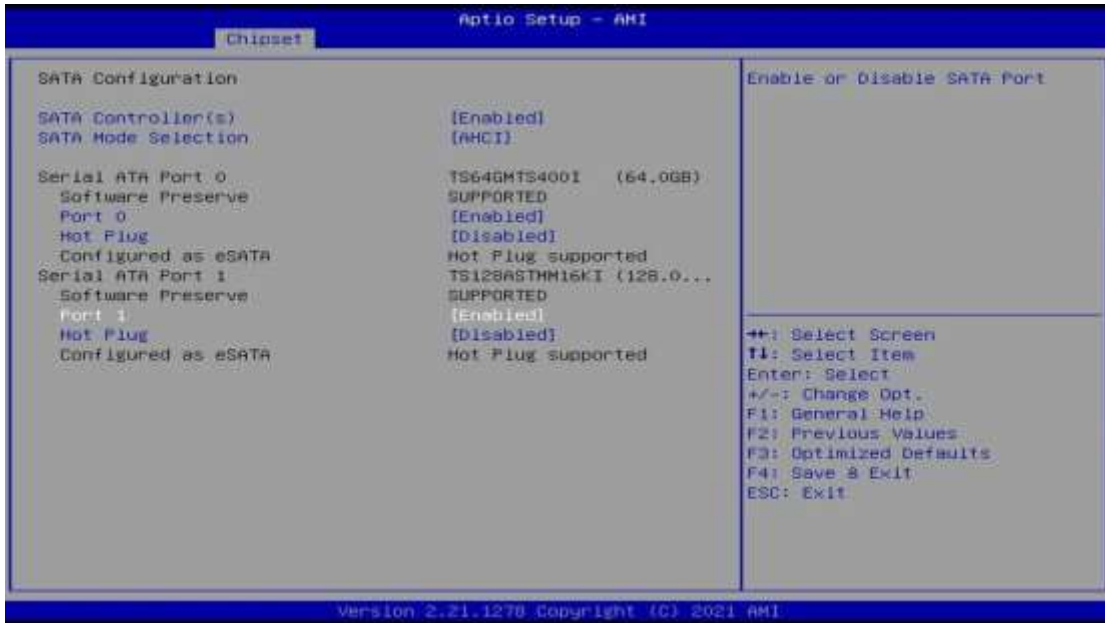 Aptio Setup - AMI
Chipset
SATA Configuration
SATA Controller(s) [Enabled]
SATA Mode Selection [AHCI]
Serial ATA Port 0 TS64GMTS400I (64.0GB)
Software Preserve SUPPORTED
Port 0 [Enabled]
Hot Plug [Disabled]
Configured as eSATA Hot Plug supported
Serial ATA Port 1 (128.0...
Software Preserve SUPPORTED
Port 1 [Enabled]
Hot Plug [Disabled]
Configured as eSATA Hot Plug supported
Enable or Disable SATA Port
→←: Select Screen
↑↓: Select Item
Enter: Select
+/-: Change Opt.
F1: General Help
F2: Previous Values
F3: Optimized Defaults
F4: Save & Exit
ESC: Exit
Version 2.21.1278 Copyright (C) 2021 AMI